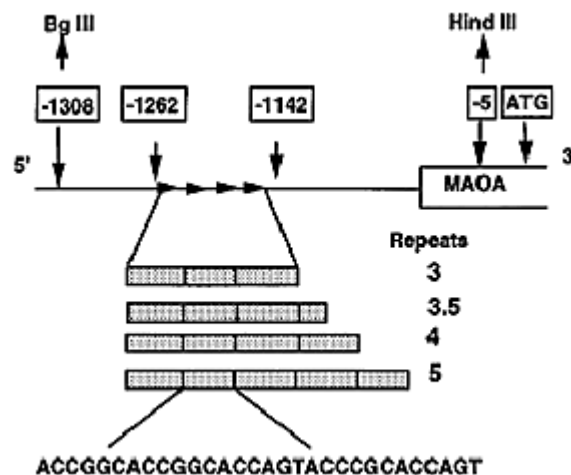 Bg III Hind III
-1308 -1262 -1142 -5 ATG
5' 3
MAOA
Repeats
3
3.5
4
5
ACCGGCACCGGCACCAGTACCCGCACCAGT